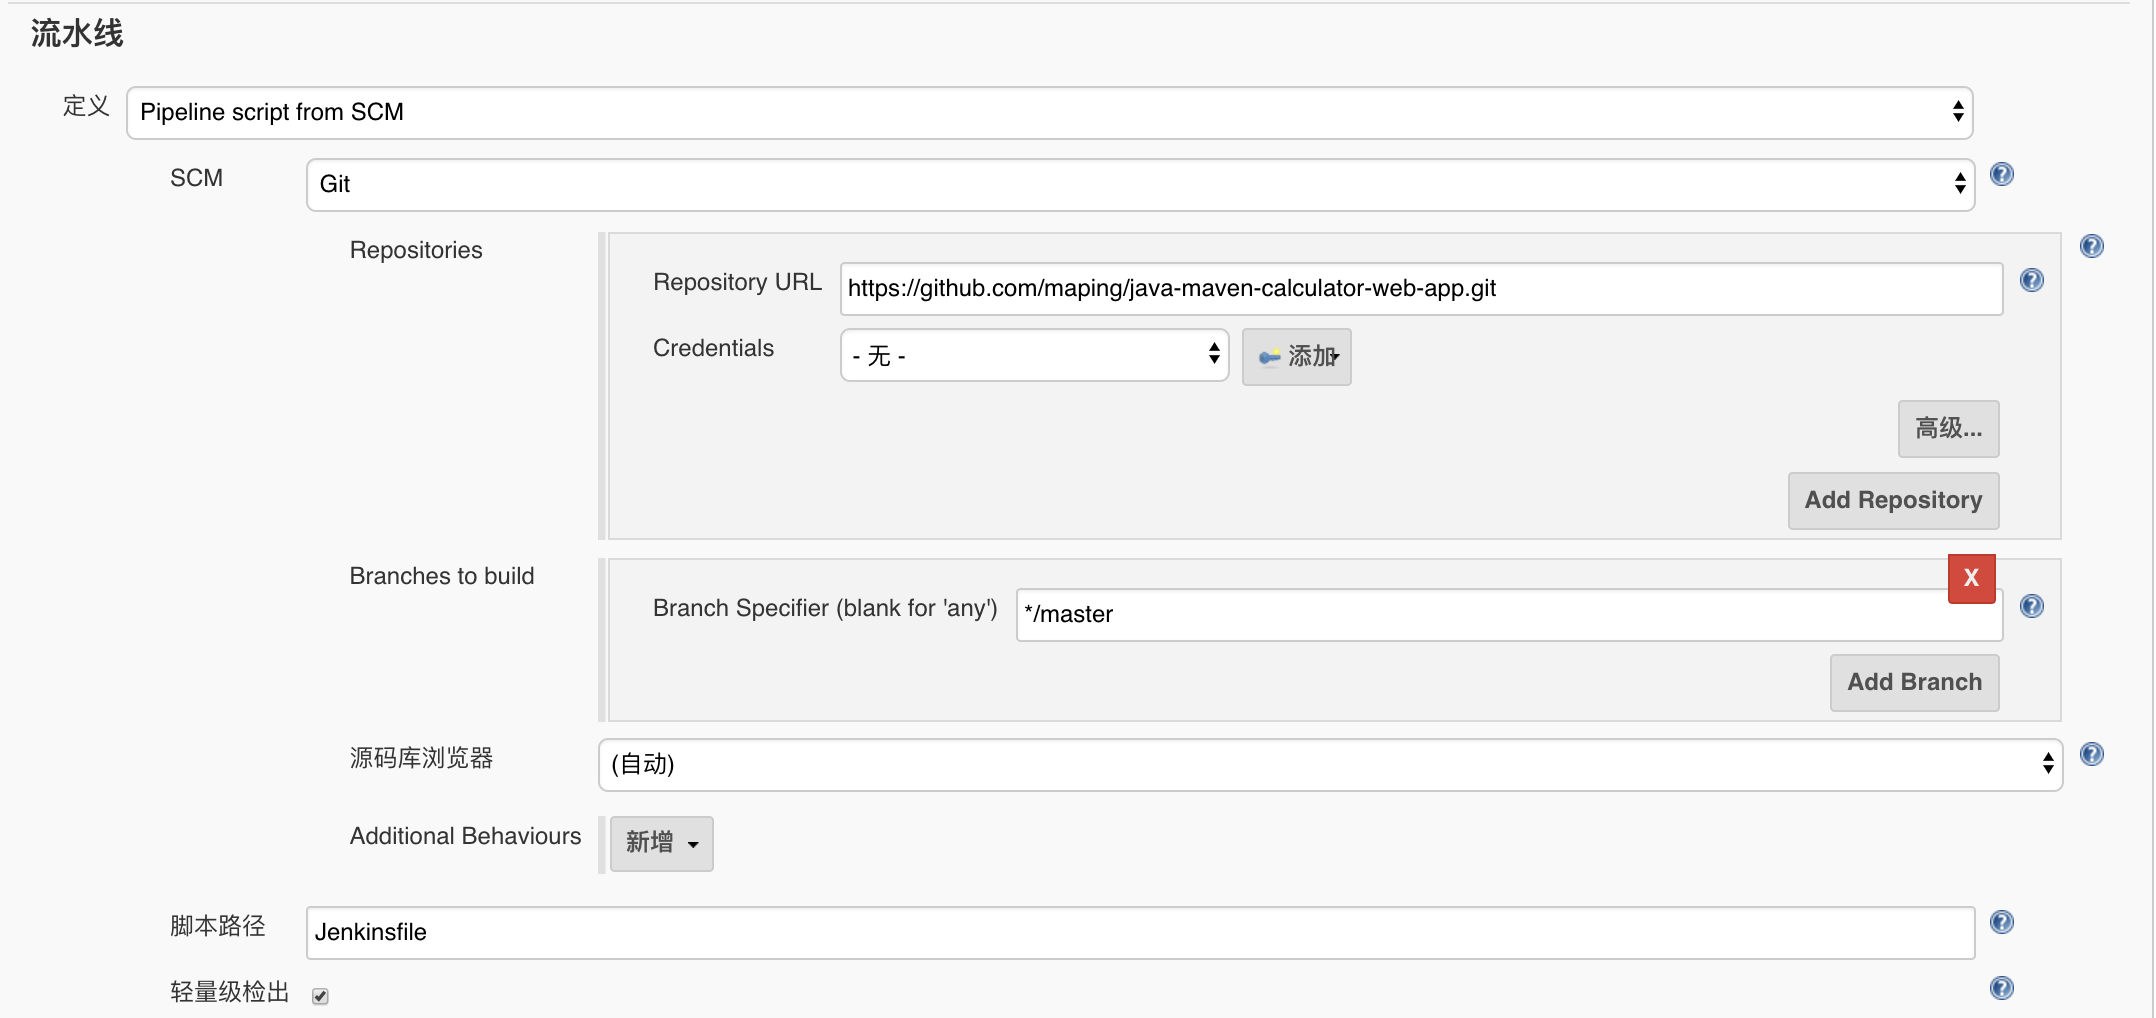 流水线
定义 Pipeline script from SCM
SCM Git
Repositories
Repository URL https://github.com/maping/java-maven-calculator-web-app.git
Credentials - 无 - 添加
高级...
Add Repository
Branches to build
X
Branch Specifier (blank for 'any') */master
Add Branch
源码库浏览器 (自动)
Additional Behaviours 新增
脚本路径 Jenkinsfile
轻量级检出